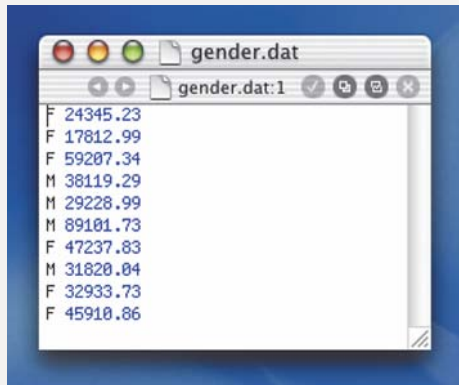 gender.dat
gender.dat:1
F 24345.23
F 17812.99
F 59207.34
M 38119.29
M 29228.99
M 89101.73
F 47237.83
M 31820.04
F 32933.73
F 45910.86